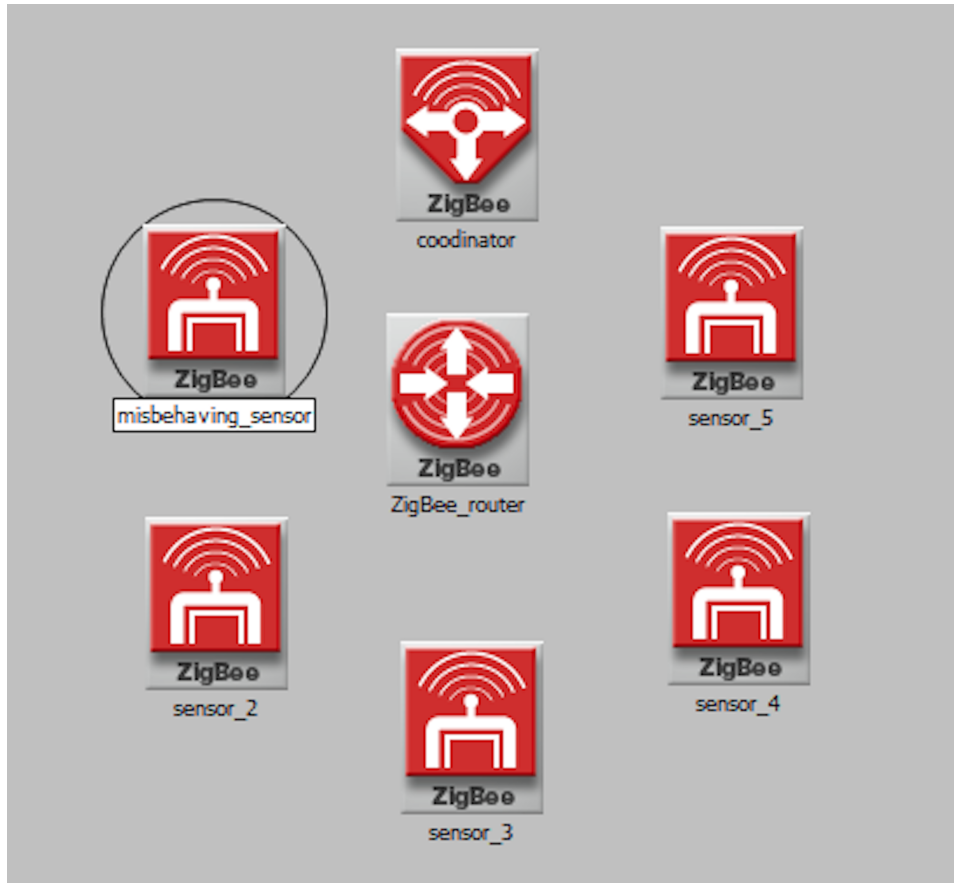 ZigBee
coodinator
ZigBee
misbehaving_sensor
ZigBee
sensor_5
ZigBee
ZigBee_router
ZigBee
sensor_2
ZigBee
sensor_4
ZigBee
sensor_3